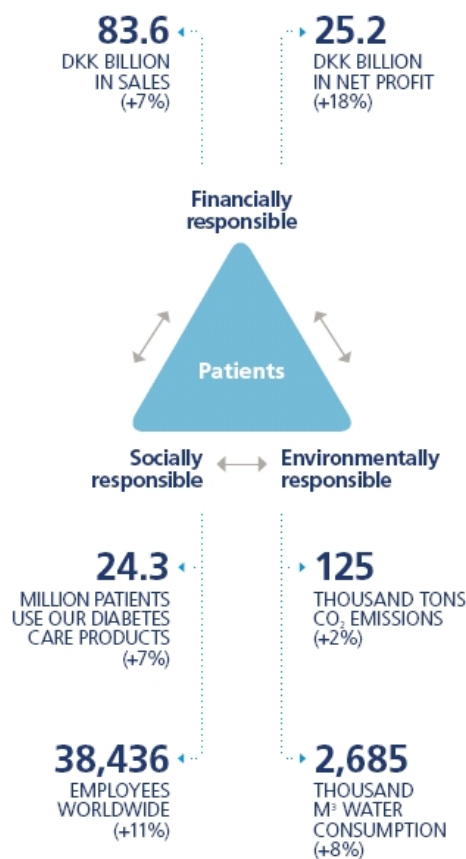 83.6
DKK BILLION
IN SALES
(+7%)
25.2
DKK BILLION
IN NET PROFIT
(+18%)
Financially
responsible
Patients
Socially
responsible
Environmentally
responsible
24.3
MILLION PATIENTS
USE OUR DIABETES
CARE PRODUCTS
(+7%)
125
THOUSAND TONS
CO₂ EMISSIONS
(+2%)
38,436
EMPLOYEES
WORLDWIDE
(+11%)
2,685
THOUSAND
M³ WATER
CONSUMPTION
(+8%)